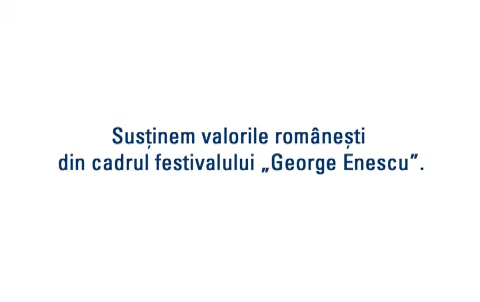 Susținem valorile românești
din cadrul festivalului „George Enescu”.